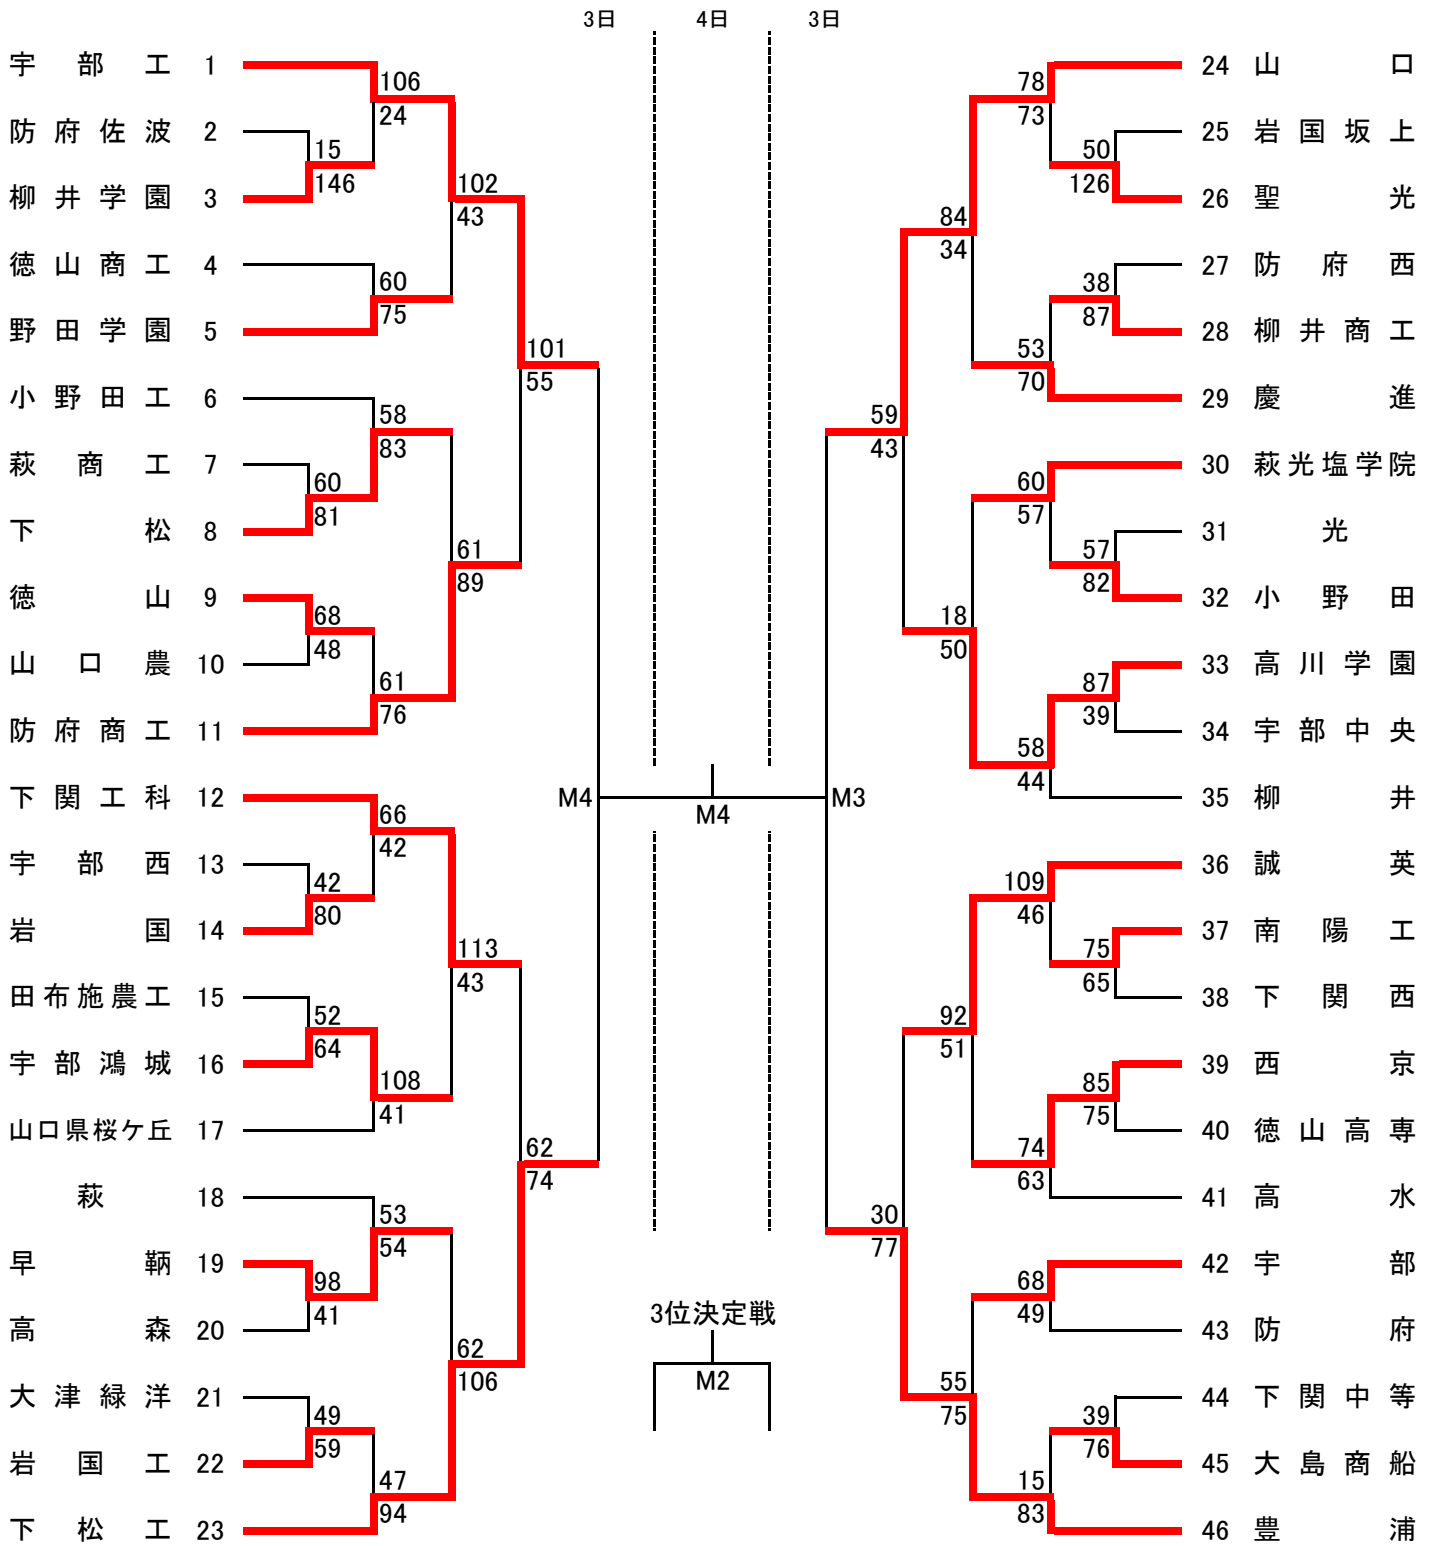 3日 4日 3日
宇部工 1
防府佐波 2
柳井学園 3
徳山商工 4
野田学園 5
小野田工 6
萩商工 7
下松 8
徳山 9
山口農 10
防府商工 11
下関工科 12
宇部西 13
岩国 14
田布施農工 15
宇部鴻城 16
山口県桜ケ丘 17
萩 18
早鞆 19
高森 20
大津緑洋 21
岩国工 22
下松工 23
106
24
15
146
102
43
60
75
101
55
58
83
60
81
61
89
68
48
61
76
66
42
42
80
113
43
52
64
108
41
62
74
53
54
98
41
62
106
49
59
47
94
M4
M4
M3
3位決定戦
M2
78
73
50
126
84
34
38
87
53
70
59
43
60
57
57
82
18
50
87
39
58
44
109
46
75
65
92
51
85
75
74
63
30
77
68
49
55
75
39
76
15
83
24 山口
25 岩国坂上
26 聖光
27 防府西
28 柳井商工
29 慶進
30 萩光塩学院
31 光
32 小野田
33 高川学園
34 宇部中央
35 柳井
36 誠英
37 南陽工
38 下関西
39 西京
40 徳山高専
41 高水
42 宇部
43 防府
44 下関中等
45 大島商船
46 豊浦